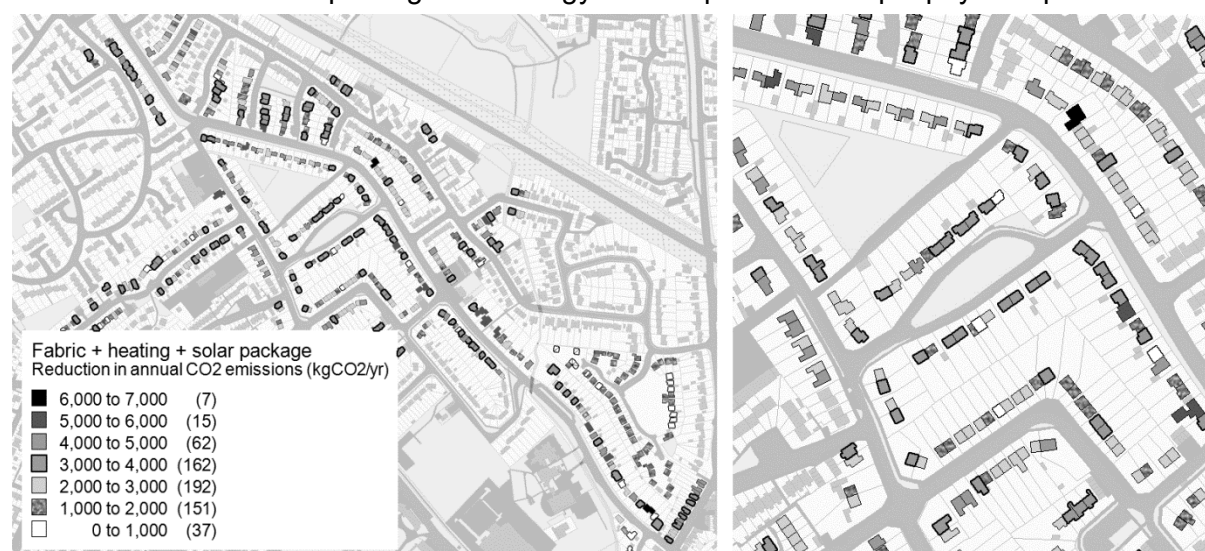 Fabric + heating + solar package
Reduction in annual CO2 emissions (kgCO2/yr)
6,000 to 7,000 (7)
5,000 to 6,000 (15)
4,000 to 5,000 (62)
3,000 to 4,000 (162)
2,000 to 3,000 (192)
1,000 to 2,000 (151)
0 to 1,000 (37)